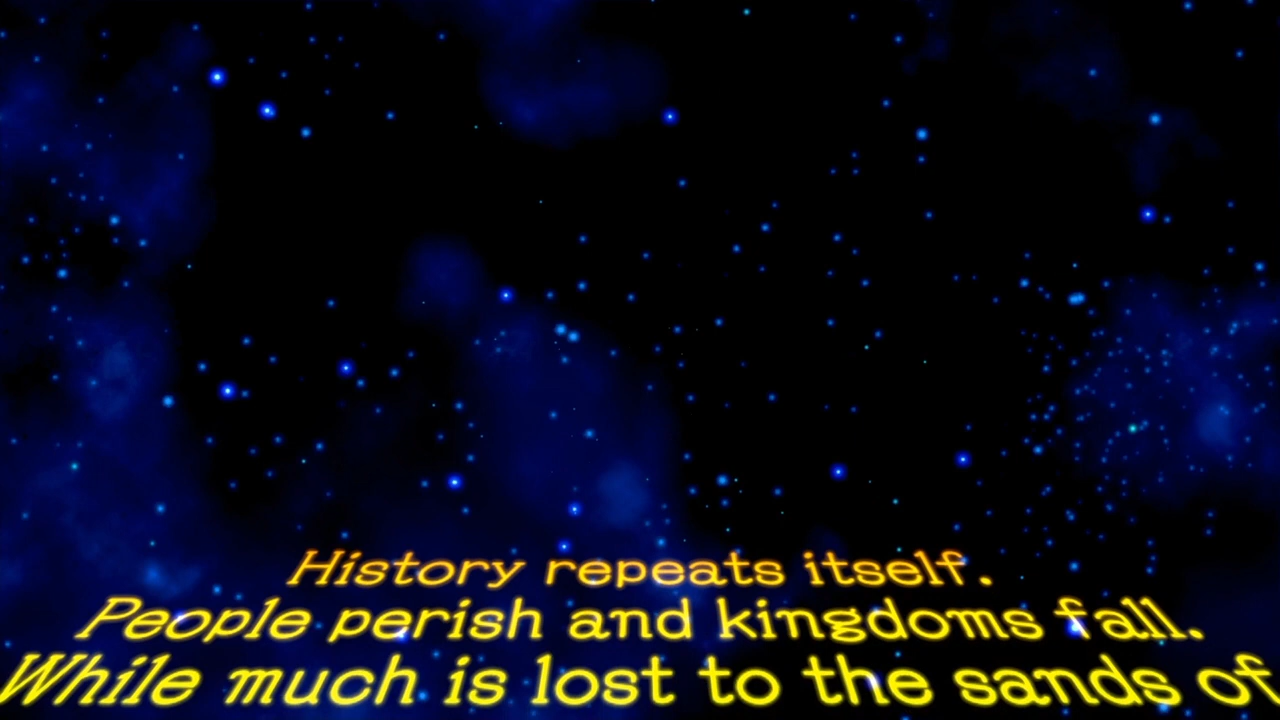 History repeats itself.
People perish and kingdoms fall.
While much is lost to the sands of